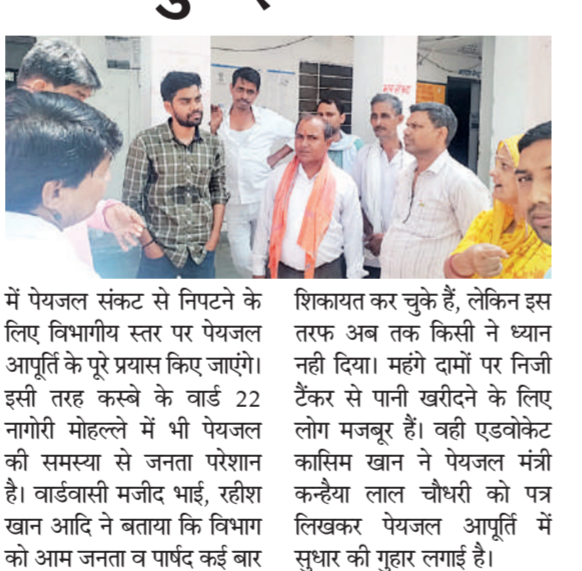 में पेयजल संकट से निपटने के
लिए विभागीय स्तर पर पेयजल
आपूर्ति के पूरे प्रयास किए जाएंगे।
इसी तरह कस्बे के वार्ड 22
नागोरी मोहल्ले में भी पेयजल
की समस्या से जनता परेशान
है। वार्डवासी मजीद भाई, रहीश
खान आदि ने बताया कि विभाग
को आम जनता व पार्षद कई बार
शिकायत कर चुके हैं, लेकिन इस
तरफ अब तक किसी ने ध्यान
नही दिया। महंगे दामों पर निजी
टैंकर से पानी खरीदने के लिए
लोग मजबूर हैं। वही एडवोकेट
कासिम खान ने पेयजल मंत्री
कन्हैया लाल चौधरी को पत्र
लिखकर पेयजल आपूर्ति में
सुधार की गुहार लगाई है।